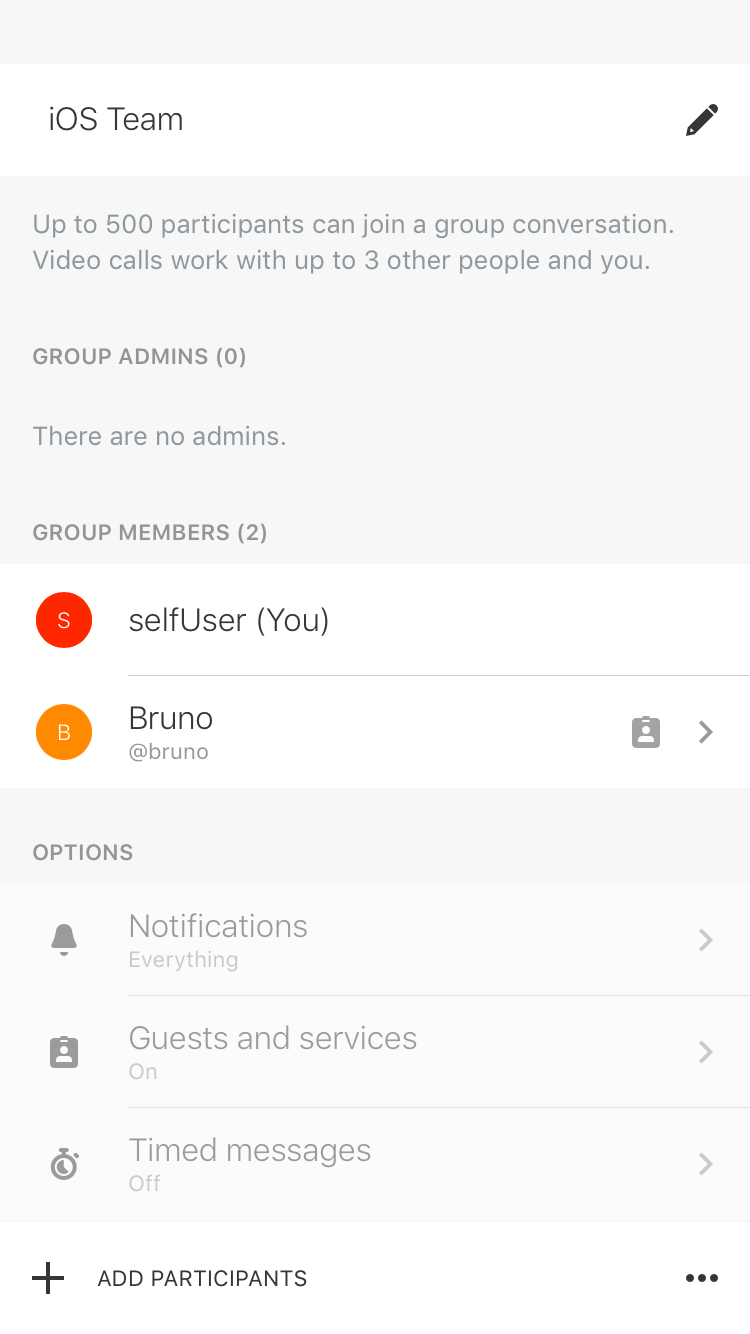 iOS Team
Up to 500 participants can join a group conversation.
Video calls work with up to 3 other people and you.
GROUP ADMINS (0)
There are no admins.
GROUP MEMBERS (2)
S
selfUser (You)
B
Bruno
@bruno
OPTIONS
Notifications
Everything
Guests and services
On
Timed messages
Off
ADD PARTICIPANTS